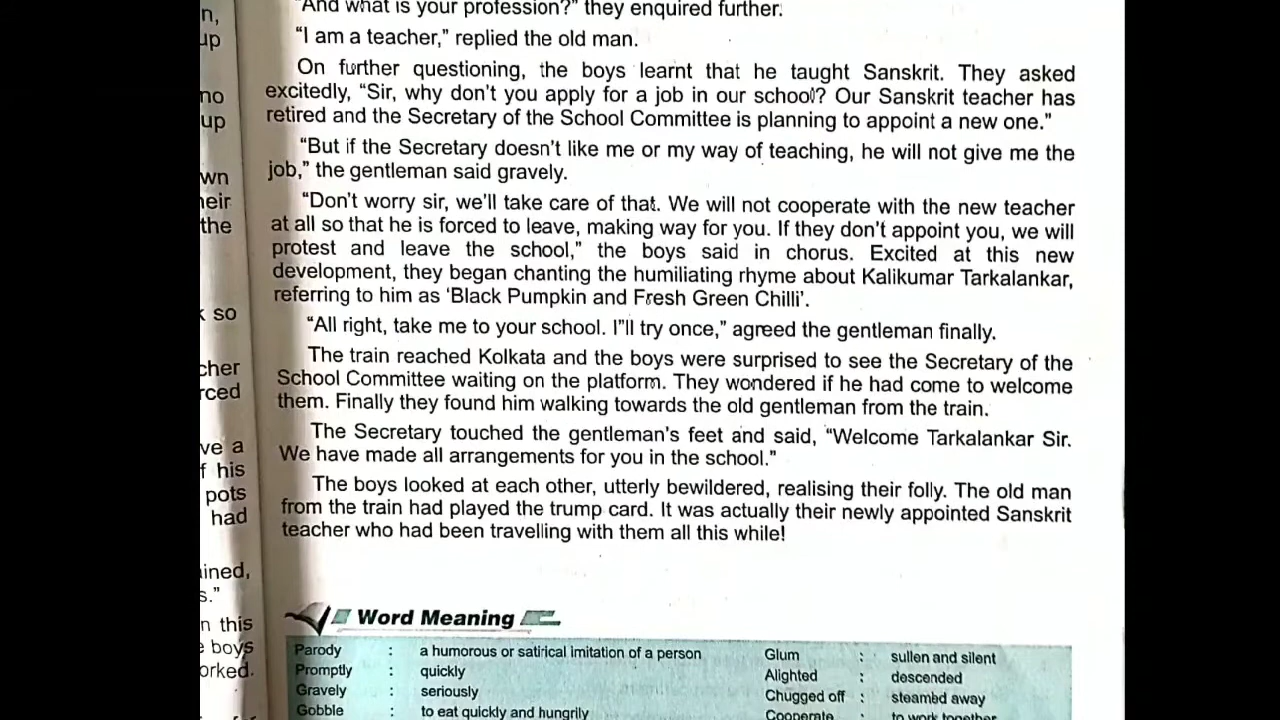 n,
up
no
up
wn
heir
the
k so
cher
rced
ve a
f his
pots
had
ained,
s."
n this
e boys
orked.
"And what is your profession?" they enquired further.
"I am a teacher," replied the old man.
On further questioning, the boys learnt that he taught Sanskrit. They asked
excitedly, "Sir, why don't you apply for a job in our school? Our Sanskrit teacher has
retired and the Secretary of the School Committee is planning to appoint a new one."
"But if the Secretary doesn't like me or my way of teaching, he will not give me the
job," the gentleman said gravely.
"Don't worry sir, we'll take care of that. We will not cooperate with the new teacher
at all so that he is forced to leave, making way for you. If they don't appoint you, we will
protest and leave the school," the boys said in chorus. Excited at this new
development, they began chanting the humiliating rhyme about Kalikumar Tarkalankar,
referring to him as 'Black Pumpkin and Fresh Green Chilli'.
"All right, take me to your school. I"ll try once," agreed the gentleman finally.
The train reached Kolkata and the boys were surprised to see the Secretary of the
School Committee waiting on the platform. They wondered if he had come to welcome
them. Finally they found him walking towards the old gentleman from the train.
The Secretary touched the gentleman's feet and said, "Welcome Tarkalankar Sir.
We have made all arrangements for you in the school."
The boys looked at each other, utterly bewildered, realising their folly. The old man
from the train had played the trump card. It was actually their newly appointed Sanskrit
teacher who had been travelling with them all this while!
Word Meaning
Parody : a humorous or satirical imitation of a person
Promptly : quickly
Gravely : seriously
Gobble : to eat quickly and hungrily
Glum : sullen and silent
Alighted : descended
Chugged off : steamed away
Cooperate : to work together